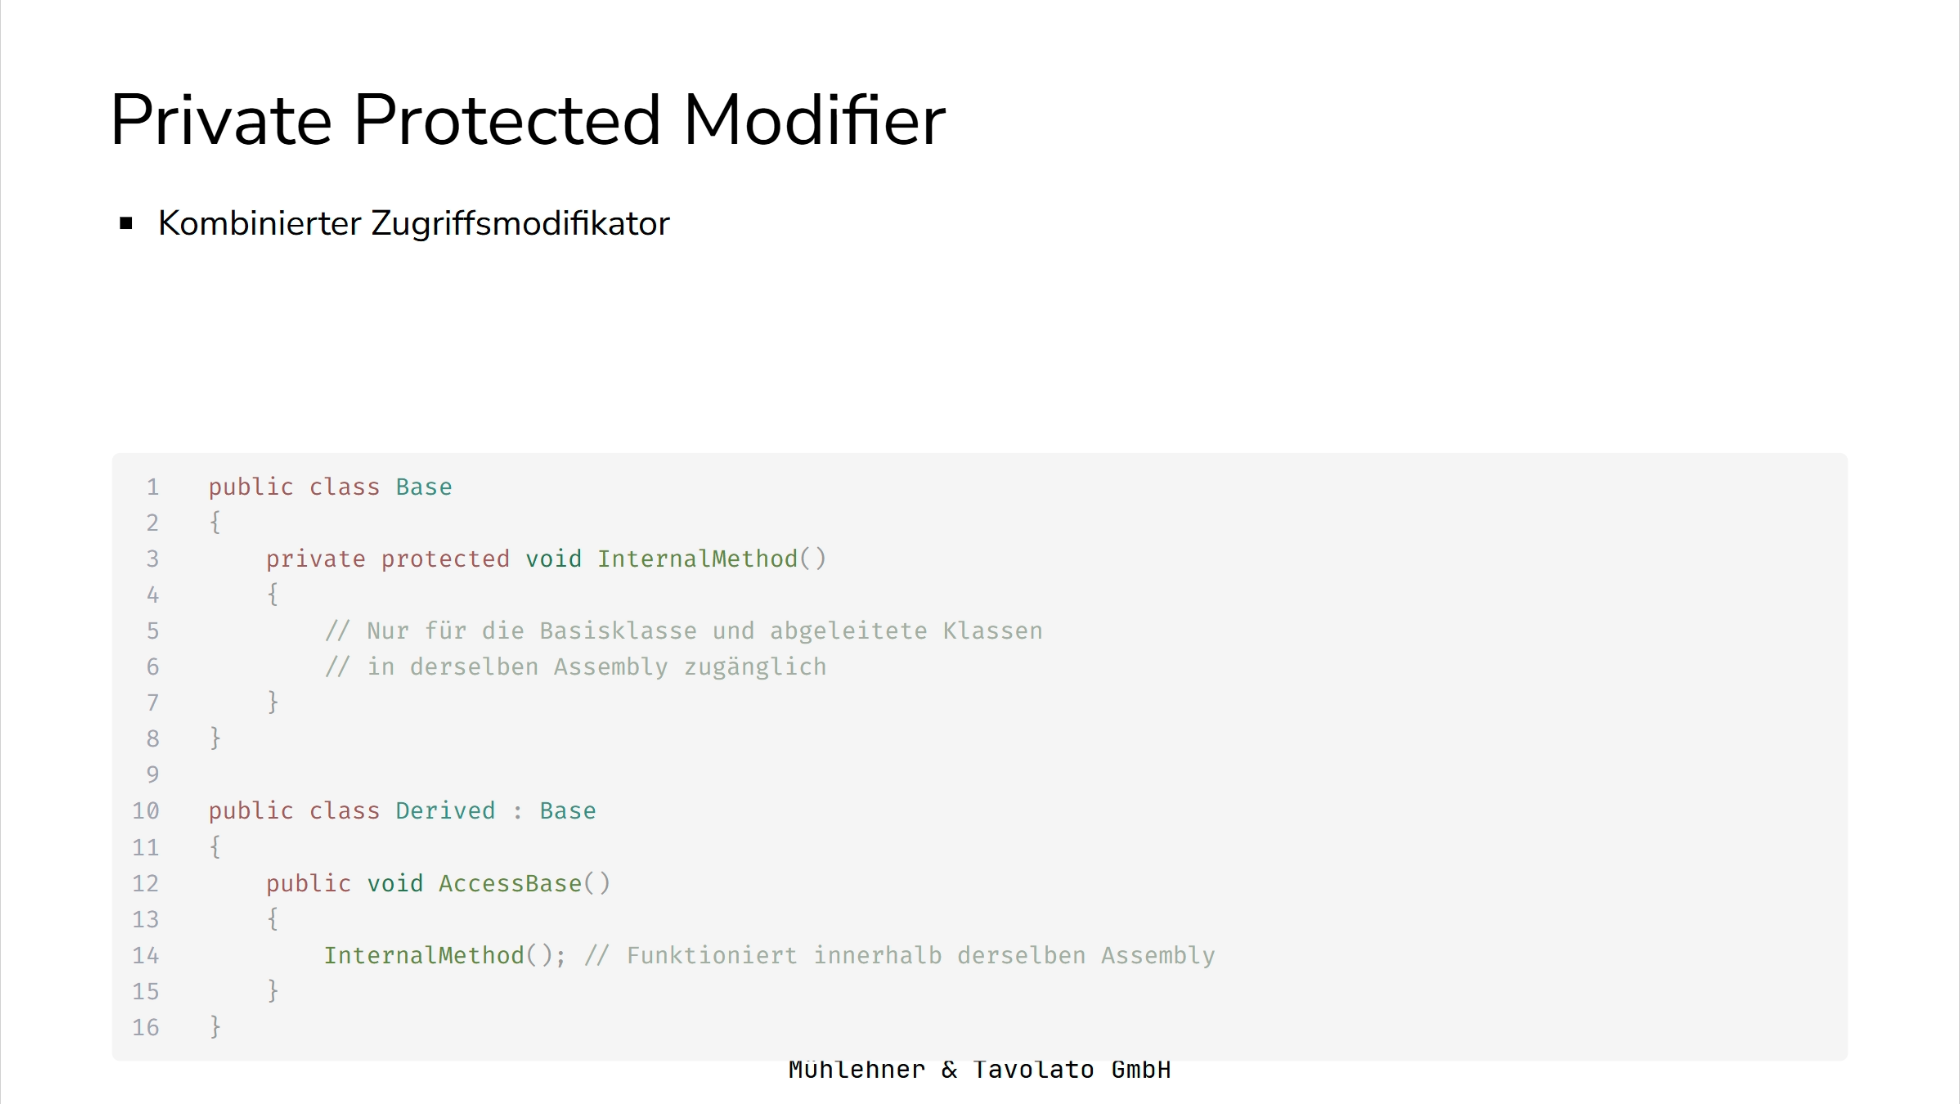 Private Protected Modifier
▪ Kombinierter Zugriffsmodifikator
1 public class Base
2 {
3     private protected void InternalMethod()
4     {
5         // Nur für die Basisklasse und abgeleitete Klassen
6         // in derselben Assembly zugänglich
7     }
8 }
9
10 public class Derived : Base
11 {
12     public void AccessBase()
13     {
14         InternalMethod(); // Funktioniert innerhalb derselben Assembly
15     }
16 }
Mühlehner & Tavolato GmbH